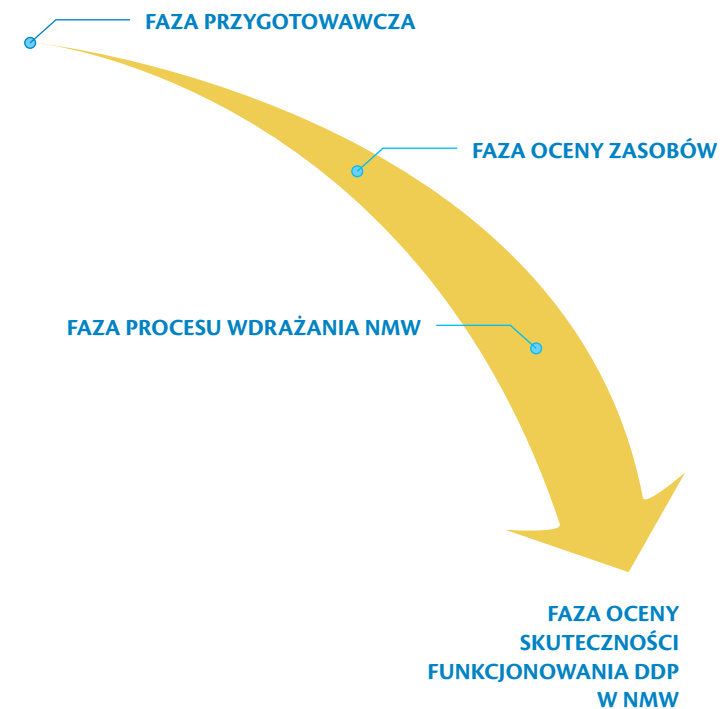 FAZA PRZYGOTOWAWCZA
FAZA OCENY ZASOBÓW
FAZA PROCESU WDRAŻANIA NMW
FAZA OCENY
SKUTECZNOŚCI
FUNKCJONOWANIA DDP
W NMW